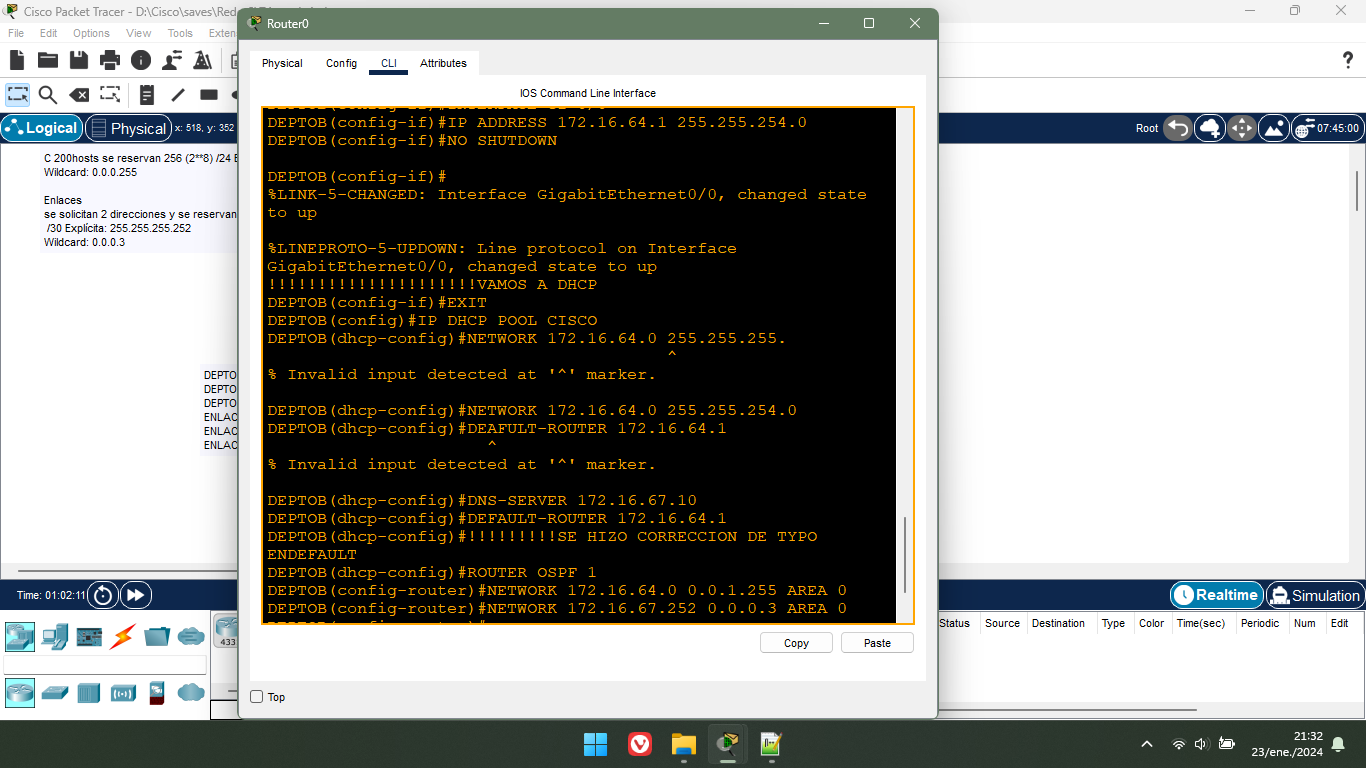 Cisco Packet Tracer - D:\Cisco\saves\Red
Router0
File Edit Options View Tools Exten
Physical Config CLI Attributes
IOS Command Line Interface
Logical Physical x: 518, y: 352
Root 07:45:00
C 200hosts se reservan 256 (2**8) /24 E
Wildcard: 0.0.0.255
Enlaces
se solicitan 2 direcciones y se reservan
/30 Explícita: 255.255.255.252
Wildcard: 0.0.0.3
DEPTO
DEPTO
DEPTO
ENLAC
ENLAC
ENLAC
DEPTOB(config-if)#IP ADDRESS 172.16.64.1 255.255.254.0
DEPTOB(config-if)#NO SHUTDOWN
DEPTOB(config-if)#
%LINK-5-CHANGED: Interface GigabitEthernet0/0, changed state
to up
%LINEPROTO-5-UPDOWN: Line protocol on Interface
GigabitEthernet0/0, changed state to up
!!!!!!!!!!!!!!!!!!!!!VAMOS A DHCP
DEPTOB(config-if)#EXIT
DEPTOB(config)#IP DHCP POOL CISCO
DEPTOB(dhcp-config)#NETWORK 172.16.64.0 255.255.255.
^
% Invalid input detected at '^' marker.
DEPTOB(dhcp-config)#NETWORK 172.16.64.0 255.255.254.0
DEPTOB(dhcp-config)#DEAFULT-ROUTER 172.16.64.1
^
% Invalid input detected at '^' marker.
DEPTOB(dhcp-config)#DNS-SERVER 172.16.67.10
DEPTOB(dhcp-config)#DEFAULT-ROUTER 172.16.64.1
DEPTOB(dhcp-config)#!!!!!!!!!SE HIZO CORRECCION DE TYPO
ENDEFAULT
DEPTOB(dhcp-config)#ROUTER OSPF 1
DEPTOB(config-router)#NETWORK 172.16.64.0 0.0.1.255 AREA 0
DEPTOB(config-router)#NETWORK 172.16.67.252 0.0.0.3 AREA 0
Copy Paste
Top
Time: 01:02:11
Realtime Simulation
Status Source Destination Type Color Time(sec) Periodic Num Edit
433
21:32
23/ene./2024